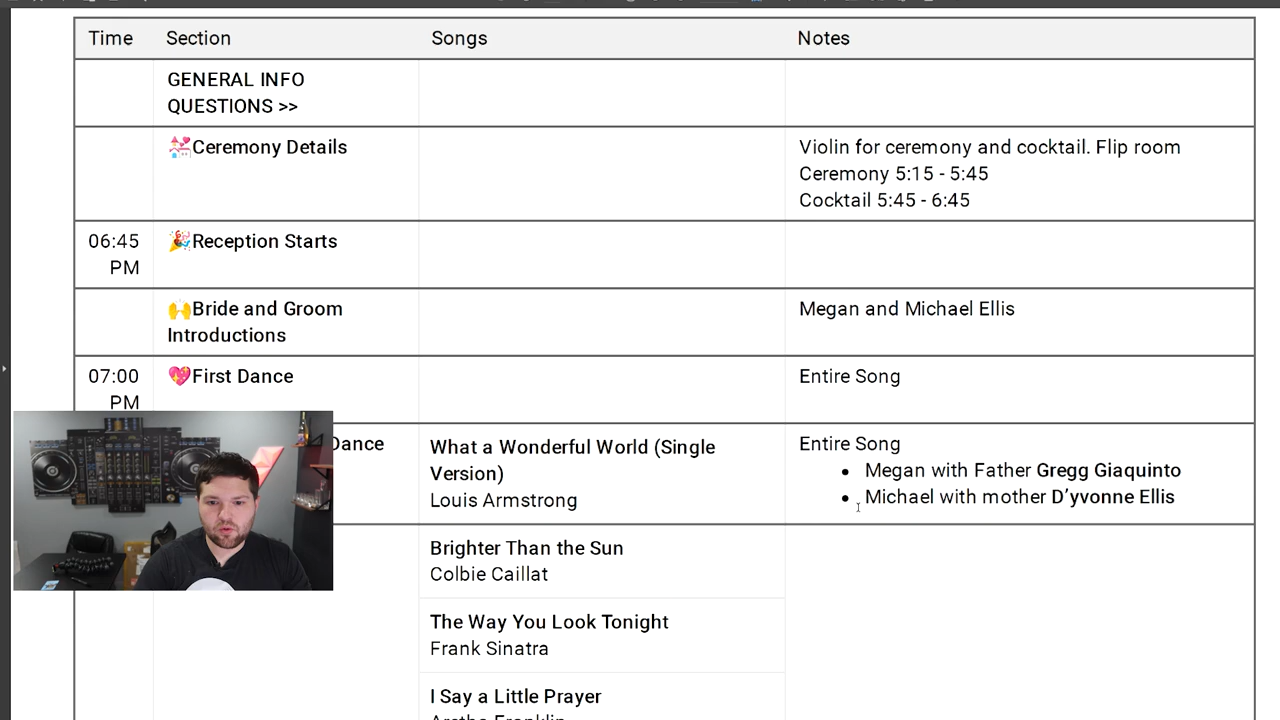 Time Section Songs Notes
GENERAL INFO
QUESTIONS >>
Ceremony Details
Violin for ceremony and cocktail. Flip room
Ceremony 5:15 - 5:45
Cocktail 5:45 - 6:45
06:45
PM
Reception Starts
Bride and Groom
Introductions
Megan and Michael Ellis
07:00
PM
First Dance
Entire Song
Dance
What a Wonderful World (Single
Version)
Louis Armstrong
Entire Song
Megan with Father Gregg Giaquinto
Michael with mother D’yvonne Ellis
Brighter Than the Sun
Colbie Caillat
The Way You Look Tonight
Frank Sinatra
I Say a Little Prayer
Aretha Franklin